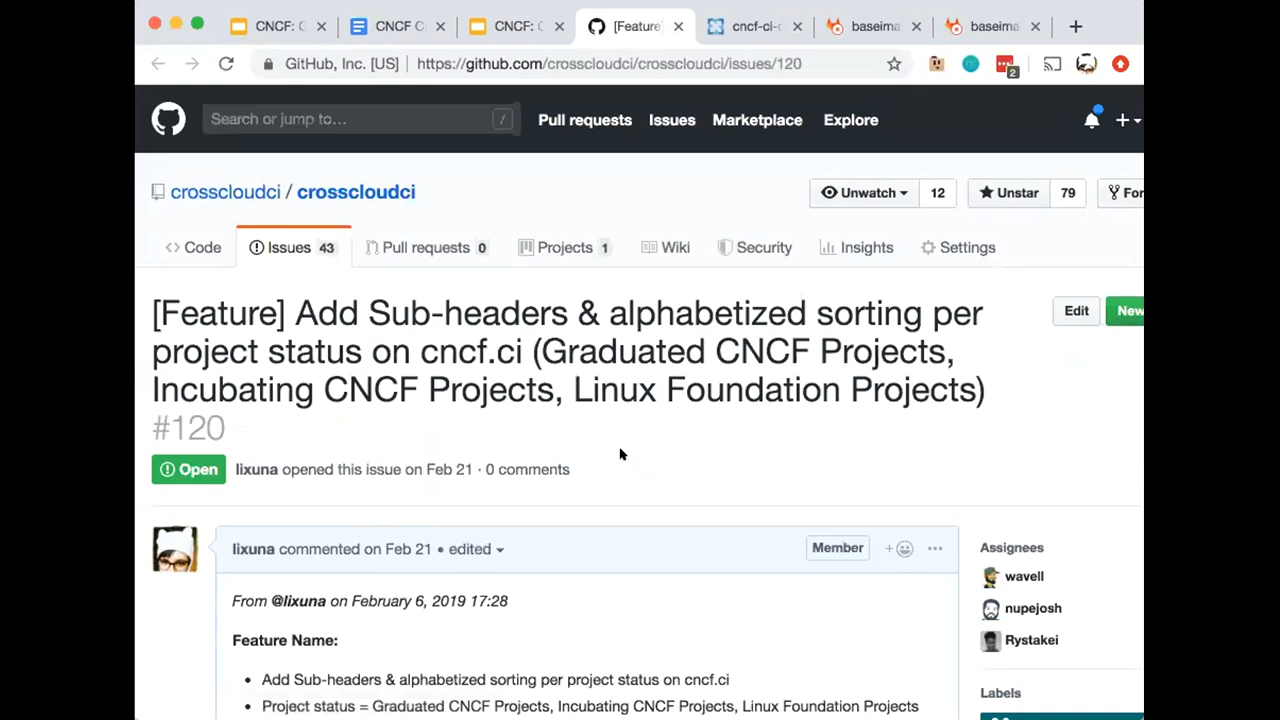 CNCF: C
CNCF C
CNCF: C
[Feature
cncf-ci-
baseima
baseima
GitHub, Inc. [US]
https://github.com/crosscloudci/crosscloudci/issues/120
2
Search or jump to…
/
Pull requests
Issues
Marketplace
Explore
crosscloudci / crosscloudci
Unwatch
12
Unstar
79
For
Code
Issues 43
Pull requests 0
Projects 1
Wiki
Security
Insights
Settings
[Feature] Add Sub-headers & alphabetized sorting per
project status on cncf.ci (Graduated CNCF Projects,
Incubating CNCF Projects, Linux Foundation Projects)
#120
Edit
New
Open
lixuna opened this issue on Feb 21 · 0 comments
lixuna commented on Feb 21 • edited
Member
From @lixuna on February 6, 2019 17:28
Feature Name:
• Add Sub-headers & alphabetized sorting per project status on cncf.ci
• Project status = Graduated CNCF Projects, Incubating CNCF Projects, Linux Foundation Projects
Assignees
wavell
nupejosh
Rystakei
Labels